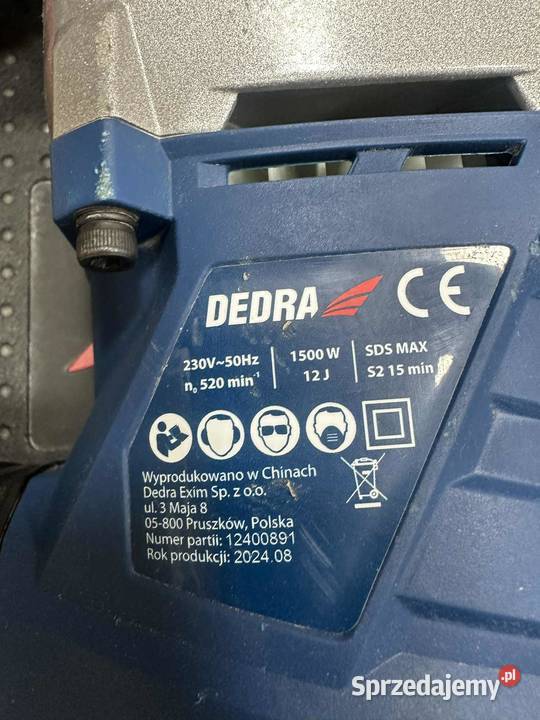 DEDRA CE
230V~50Hz 1500 W SDS MAX
n₀ 520 min⁻¹ 12 J S2 15 min
Wyprodukowano w Chinach
Dedra Exim Sp. z o.o.
ul. 3 Maja 8
05-800 Pruszków, Polska
Numer partii: 12400891
Rok produkcji: 2024.08
Sprzedajemy.pl